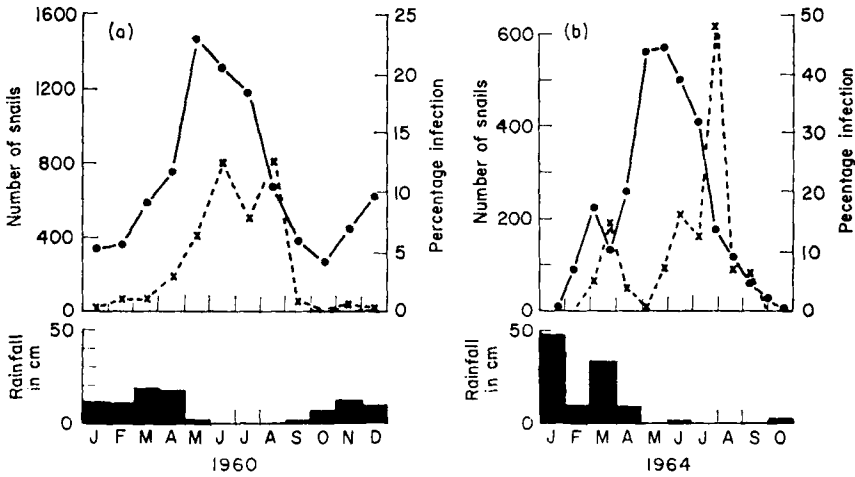 (a)
Number of snails
1600
1200
800
400
0
25
20
15
10
5
0
Percentage infection
Rainfall
in cm
50
0
J F M A M J J A S O N D
1960
(b)
Number of snails
600
400
200
0
50
40
30
20
10
0
Pecentage infection
Rainfall
in cm
50
0
J F M A M J J A S O
1964